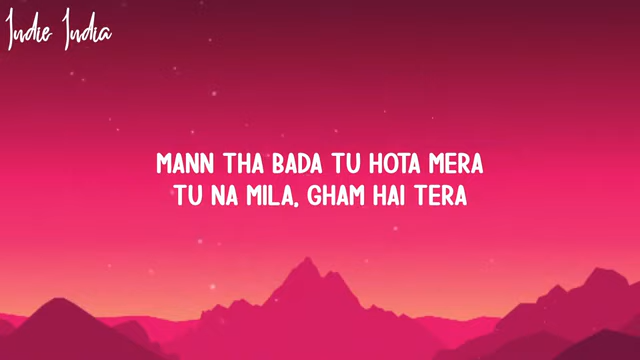 Indie India
MANN THA BADA TU HOTA MERA
TU NA MILA, GHAM HAI TERA